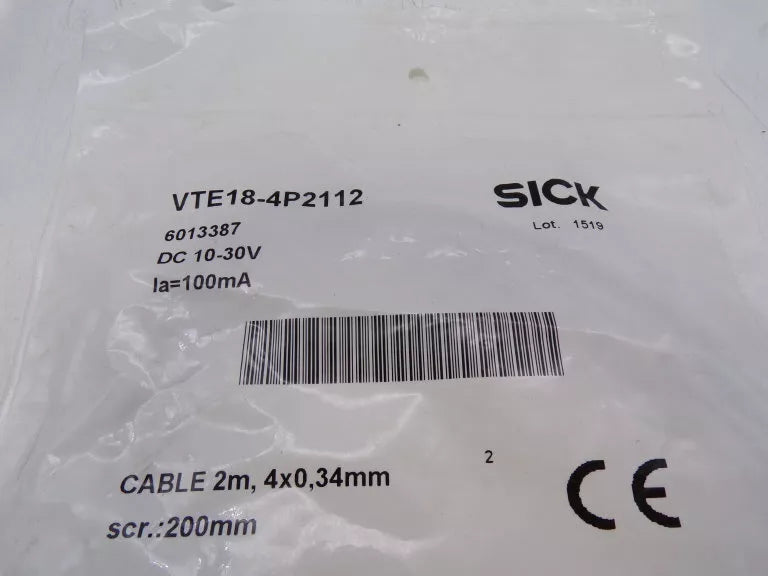 VTE18-4P2112
SICK
6013387
Lot. 1519
DC 10-30V
Ia=100mA
2
CABLE 2m, 4x0,34mm
CE
scr.:200mm